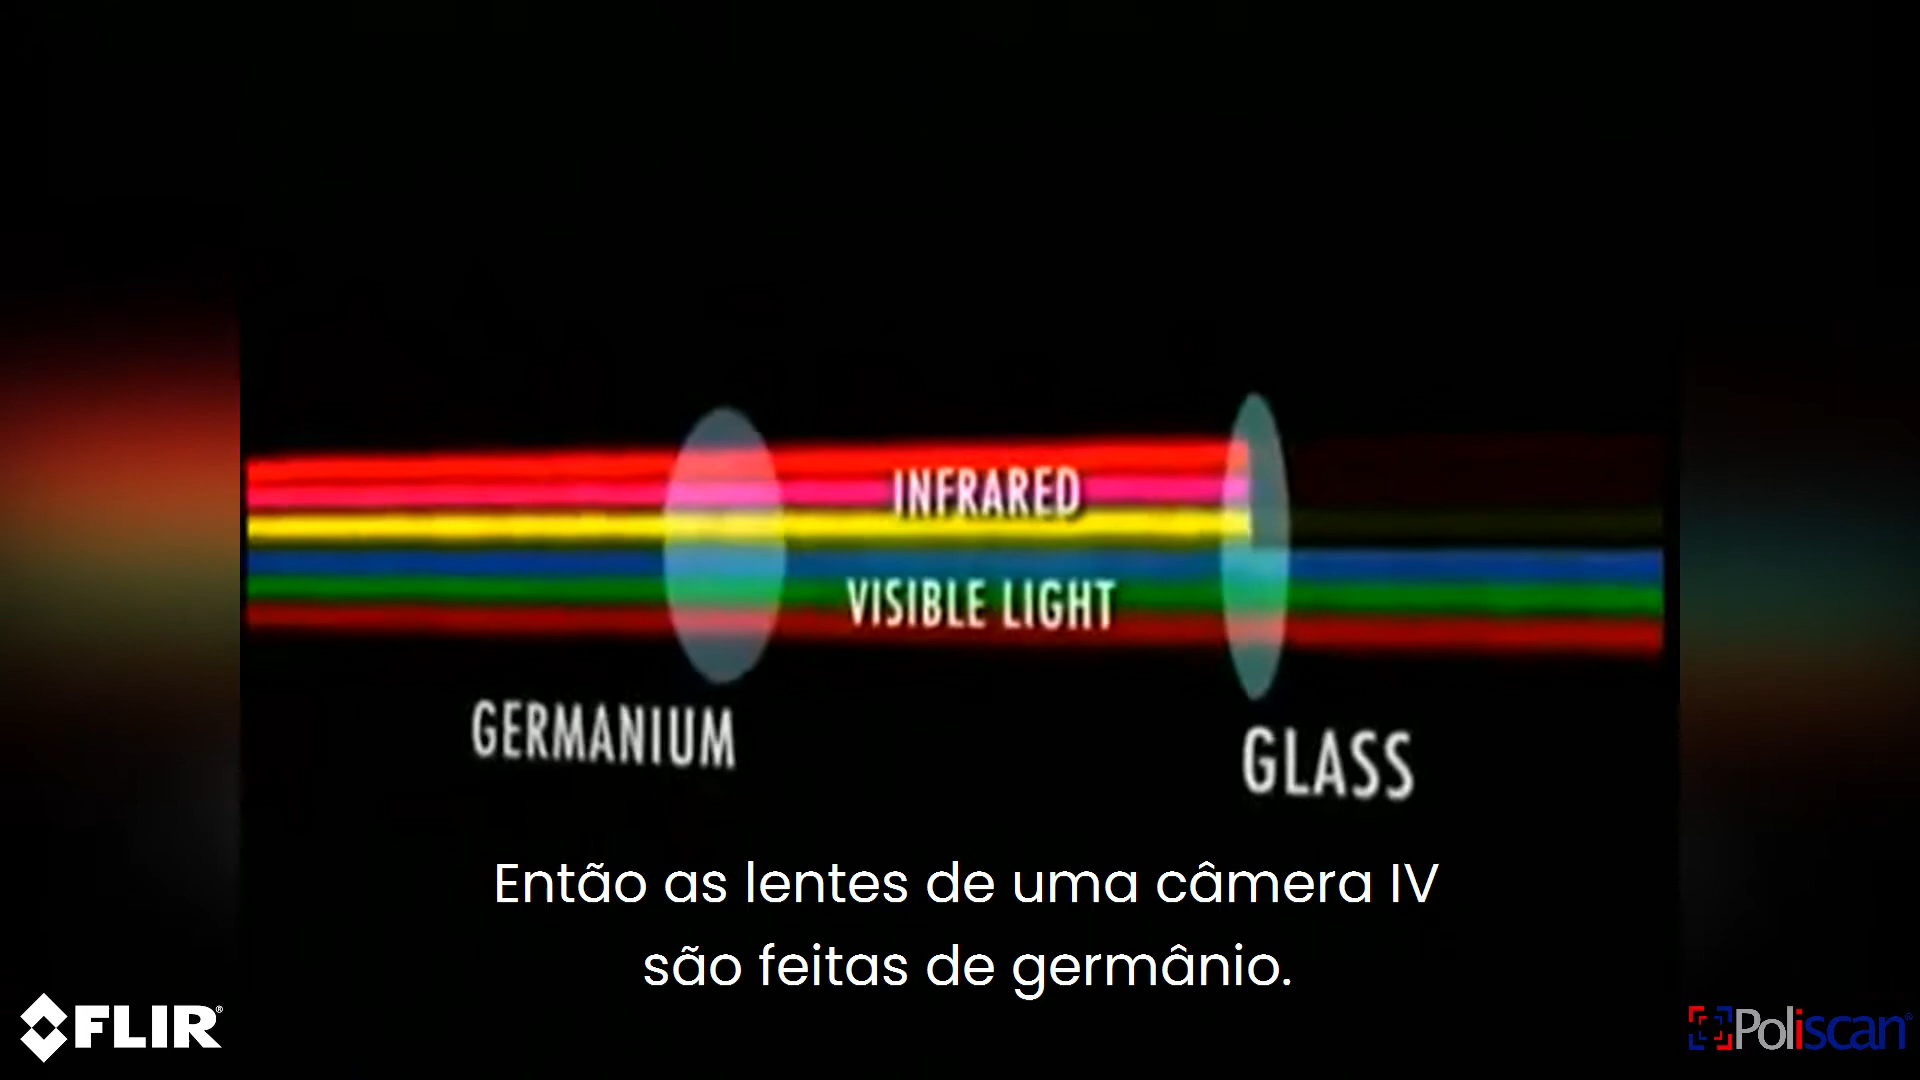 INFRARED
VISIBLE LIGHT
GERMANIUM
GLASS
Então as lentes de uma câmera IV
são feitas de germânio.
FLIR®
Poliscan®